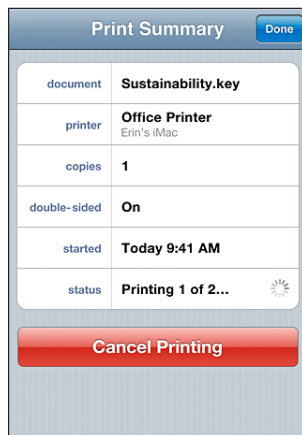 Print Summary
Done
document Sustainability.key
printer Office Printer
Erin's iMac
copies 1
double-sided On
started Today 9:41 AM
status Printing 1 of 2...
Cancel Printing